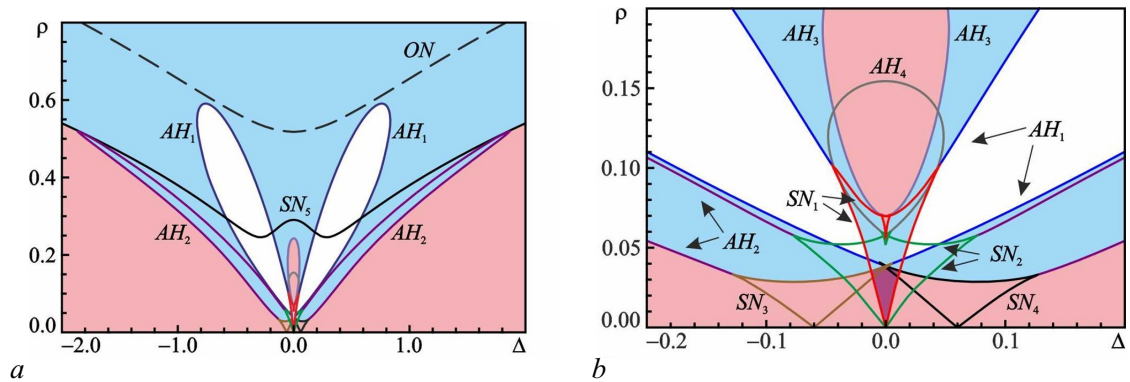 ρ
ON
0.6
AH₁ AH₁
0.4
SN₅
0.2
AH₂ AH₂
0.0
−2.0 −1.0 0.0 1.0 Δ
a
ρ
AH₃ AH₃
0.15
AH₄
AH₁
0.10
SN₁
AH₂
0.05
SN₂
SN₃ SN₄
0.00
−0.2 −0.1 0.0 0.1 Δ
b